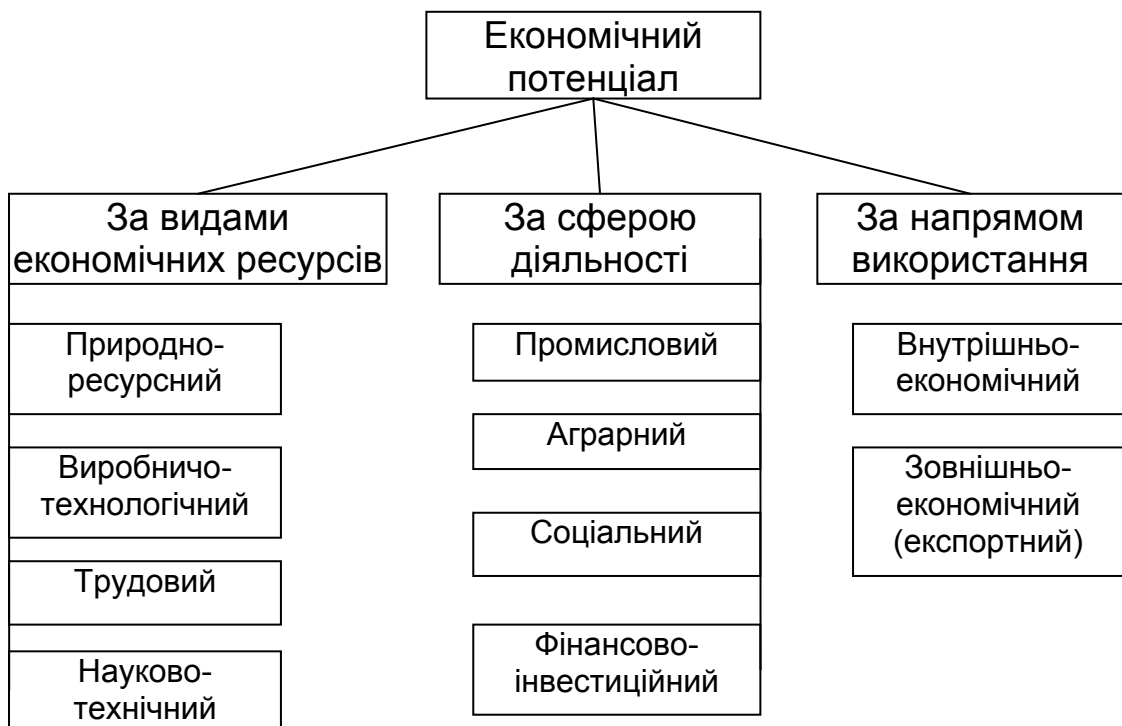 Економічний
потенціал
За видами
економічних ресурсів
Природно-
ресурсний
Виробничо-
технологічний
Трудовий
Науково-
технічний
За сферою
діяльності
Промисловий
Аграрний
Соціальний
Фінансово-
інвестиційний
За напрямом
використання
Внутрішньо-
економічний
Зовнішньо-
економічний
(експортний)